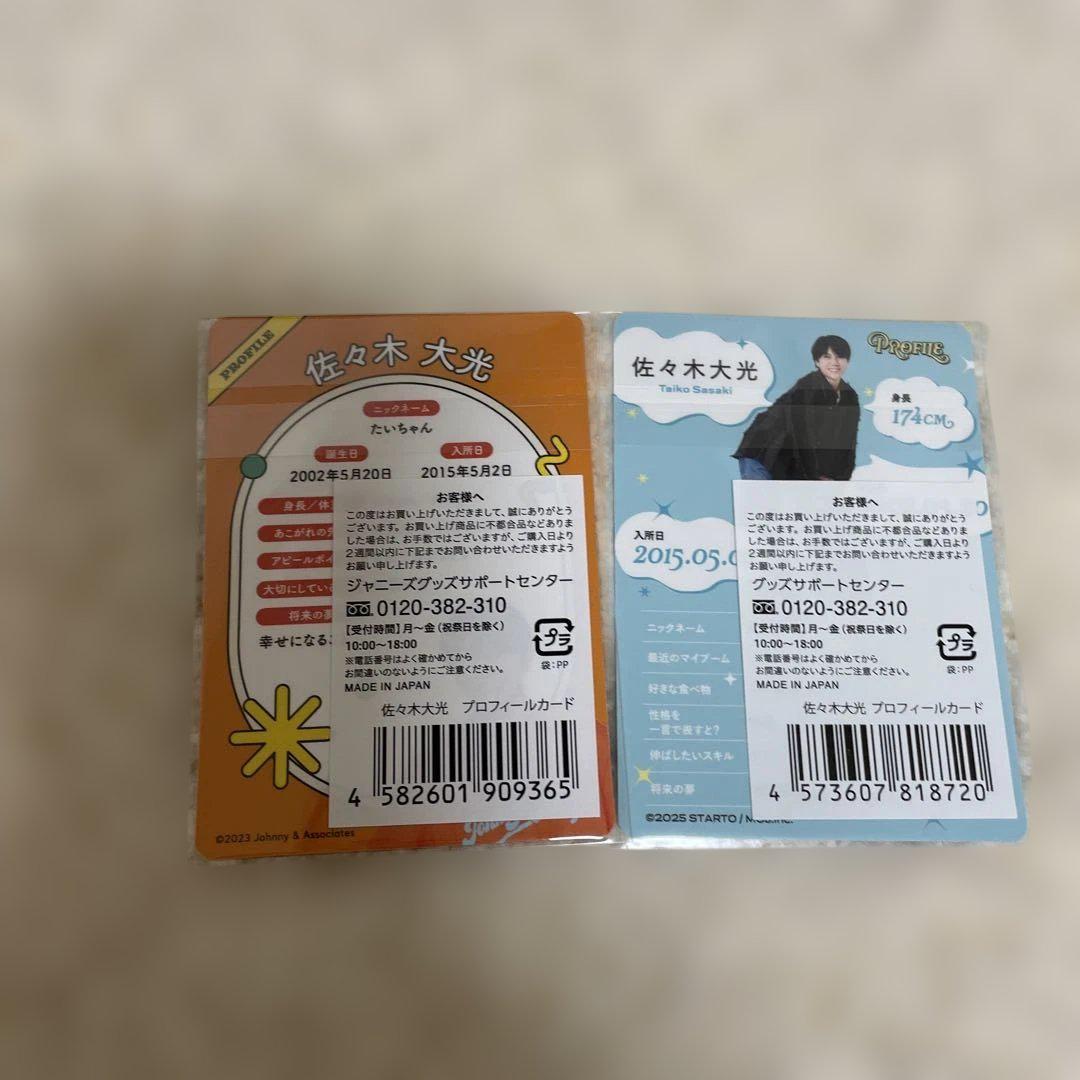 PROFILE
佐々木 大光
ニックネーム
たいちゃん
誕生日
2002年5月20日
入所日
2015年5月2日
身長/体
あこがれの
アピールポイ
大切にしてい
将来の夢
幸せになる
お客様へ
この度はお買い上げいただきまして、誠にありがとう
ございます。お買い上げ商品に不都合品などありま
した場合は、お手数ではございますが、ご購入日より
2週間以内に下記までお問い合わせいただきますよう
お願い申し上げます。
ジャニーズグッズサポートセンター
0120-382-310
【受付時間】月〜金(祝祭日を除く)
10:00〜18:00
※電話番号はよく確かめてから
お間違いのないようにご注意ください。
MADE IN JAPAN
プラ
袋:PP
佐々木大光 プロフィールカード
4 582601 909365
©2023 Johnny & Associates
佐々木大光
Taiko Sasaki
PROFILE
身長
174CM
入所日
2015.05.0
ニックネーム
最近のマイブーム
好きな食べ物
性格を
一言で表すと?
伸ばしたいスキル
将来の夢
お客様へ
この度はお買い上げいただきまして、誠にありがとう
ございます。お買い上げ商品に不都合品などありま
した場合は、お手数ではございますが、ご購入日より
2週間以内に下記までお問い合わせいただきますよう
お願い申し上げます。
グッズサポートセンター
0120-382-310
【受付時間】月〜金(祝祭日を除く)
10:00〜18:00
※電話番号はよく確かめてから
お間違いのないようにご注意ください。
MADE IN JAPAN
プラ
袋:PP
佐々木大光 プロフィールカード
4 573607 818720
©2025 STARTO /